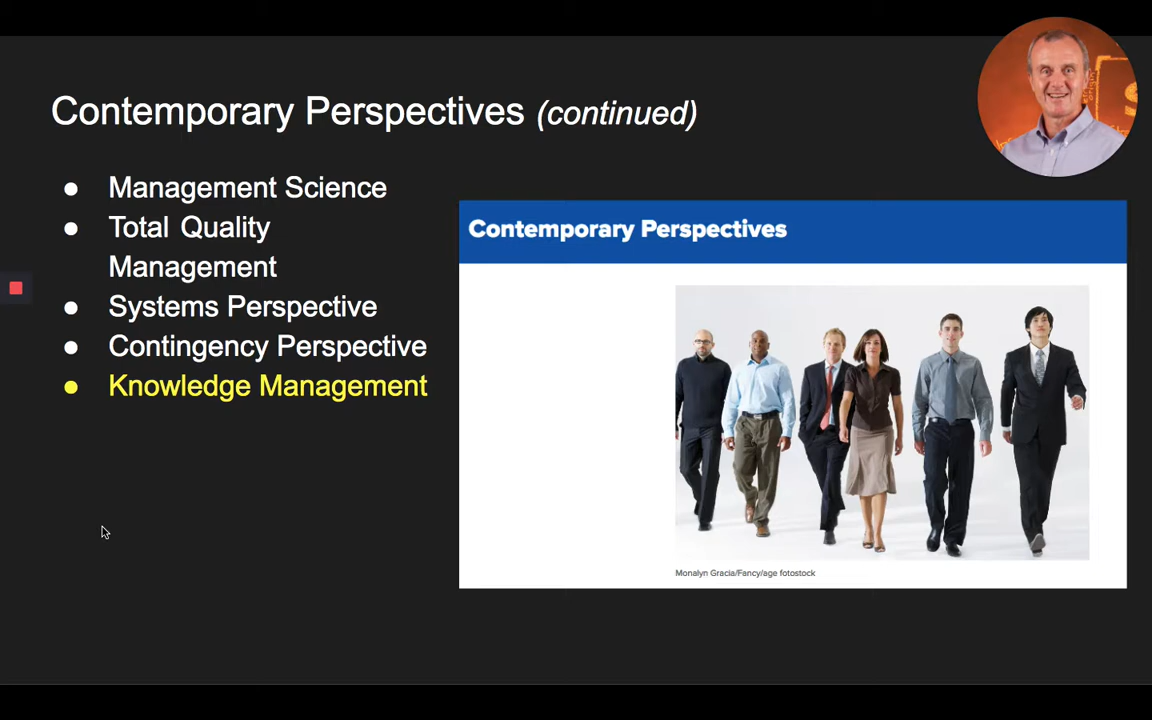 Contemporary Perspectives (continued)
● Management Science
● Total Quality
Management
● Systems Perspective
● Contingency Perspective
● Knowledge Management
Contemporary Perspectives
Monalyn Gracia/Fancy/age fotostock